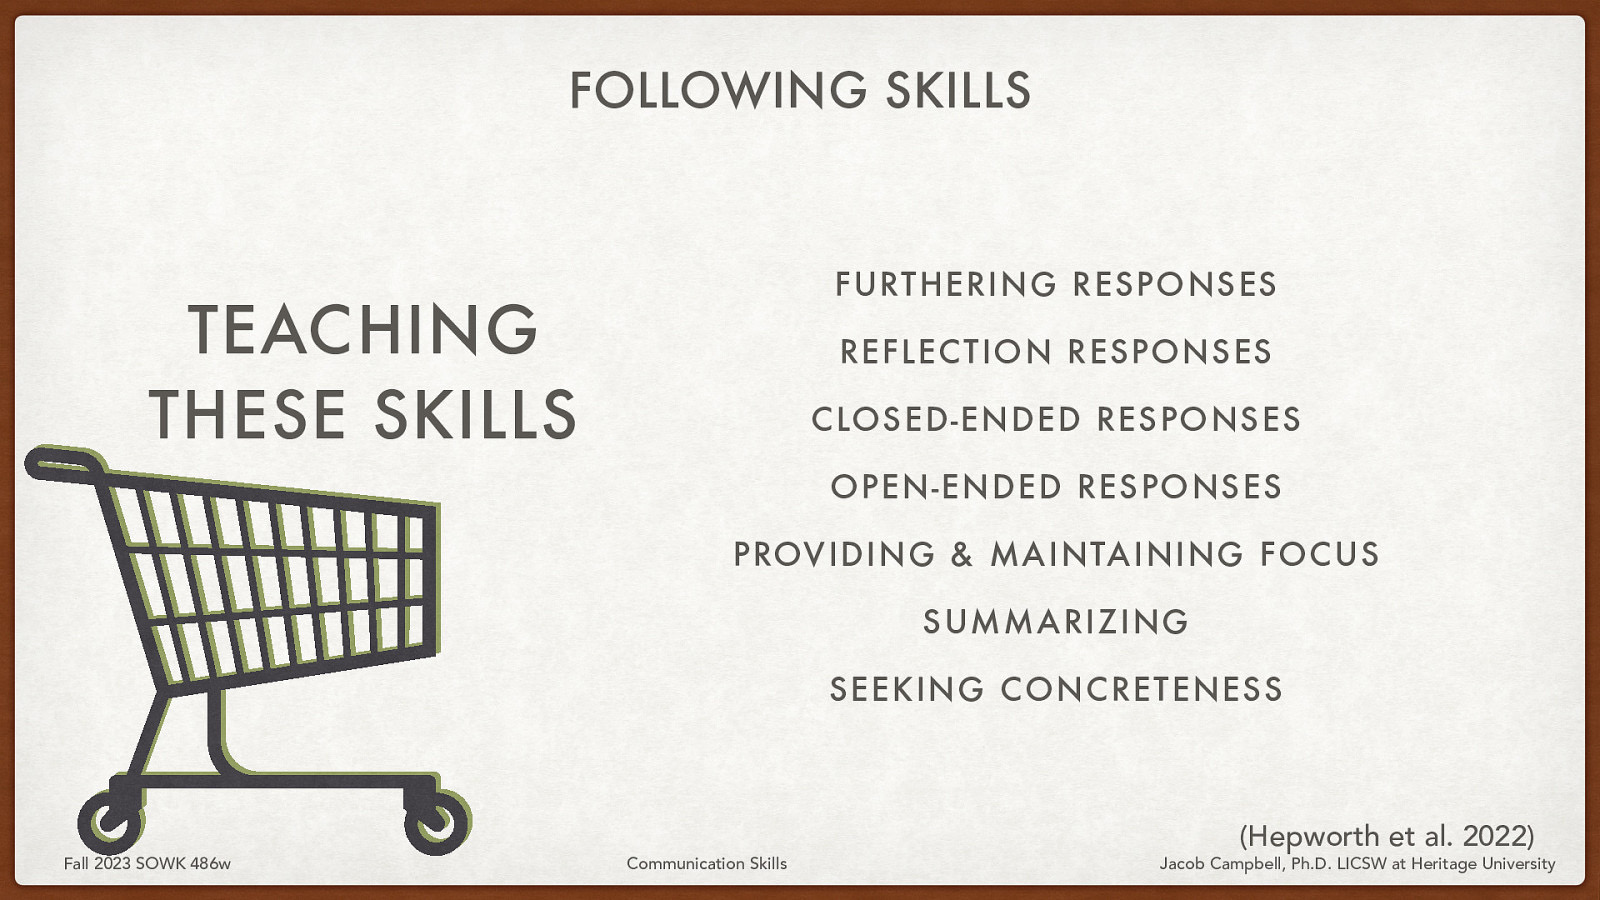 FOLLOWING SKILLS
TEACHING
THESE SKILLS
FURTHERING RESPONSES
REFLECTION RESPONSES
CLOSED-ENDED RESPONSES
OPEN-ENDED RESPONSES
PROVIDING & MAINTAINING FOCUS
SUMMARIZING
SEEKING CONCRETENESS
(Hepworth et al. 2022)
Fall 2023 SOWK 486w
Communication Skills
Jacob Campbell, Ph.D. LICSW at Heritage University